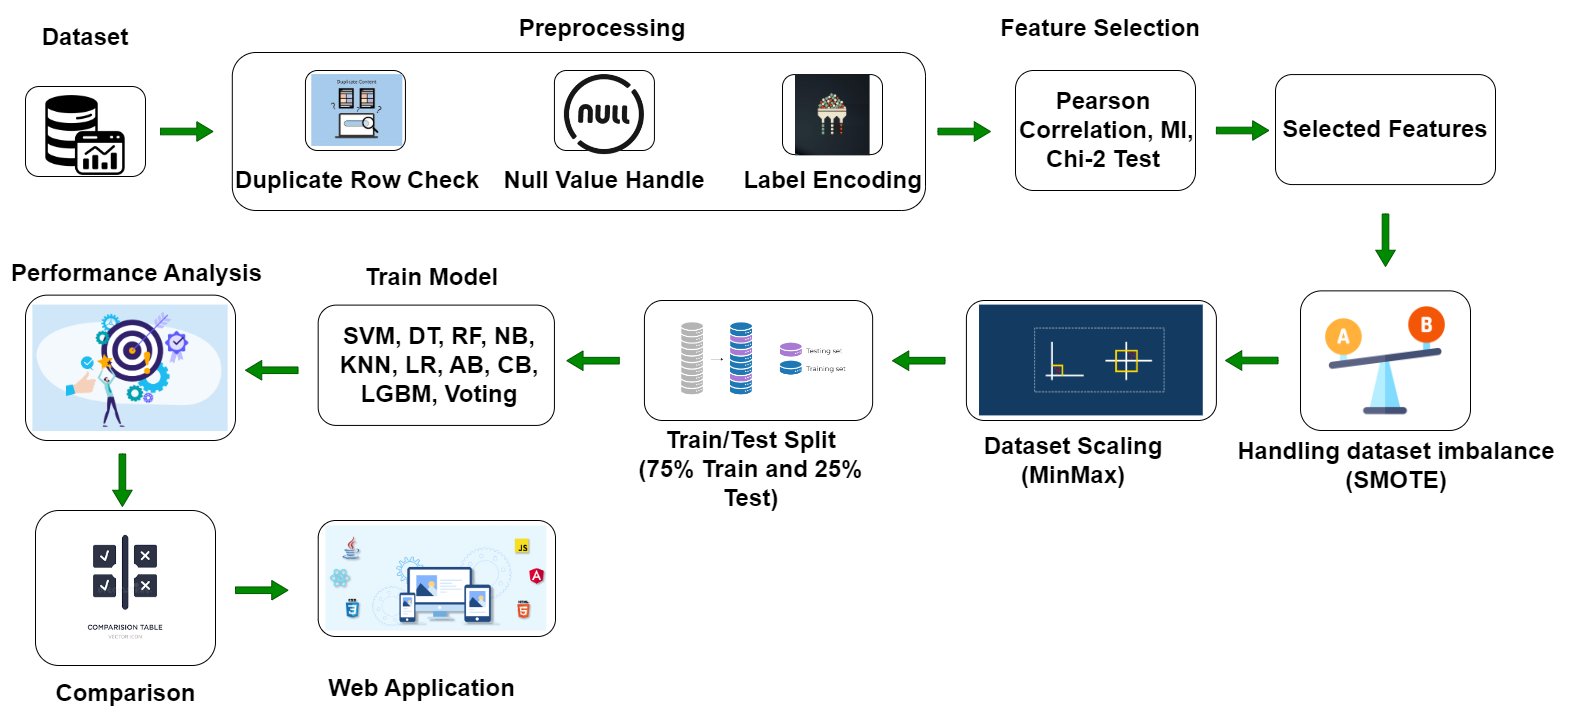 Dataset
Preprocessing
Feature Selection
Duplicate Content
null
Duplicate Row Check
Null Value Handle
Label Encoding
Pearson
Correlation, MI,
Chi-2 Test
Selected Features
Performance Analysis
Train Model
SVM, DT, RF, NB,
KNN, LR, AB, CB,
LGBM, Voting
Testing set
Training set
Train/Test Split
(75% Train and 25%
Test)
Dataset Scaling
(MinMax)
A
B
Handling dataset imbalance
(SMOTE)
COMPARISION TABLE
VECTOR ICON
Comparison
JS
A
3
5
Web Application